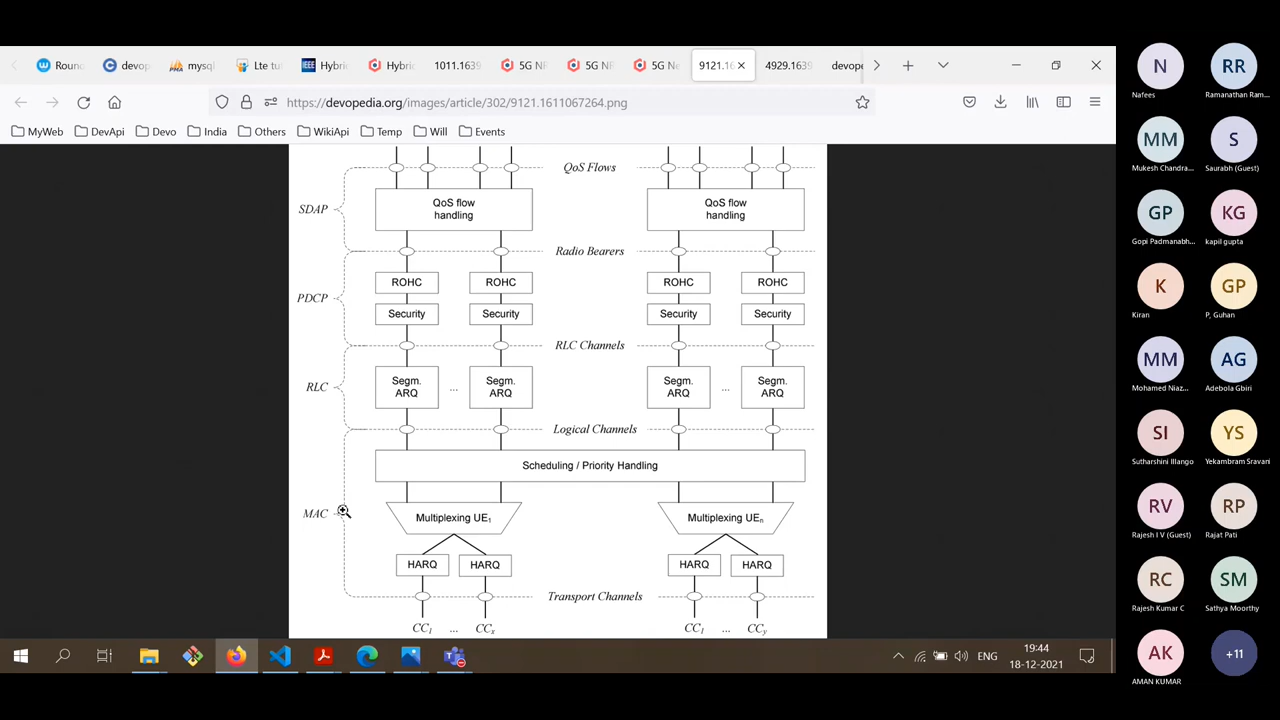 Roun
devop
mysql
Lte tu
Hybri
Hybric
1011.1639
5G NF
5G NF
5G Ne
9121.16
4929.1639
devope
https://devopedia.org/images/article/302/9121.1611067264.png
MyWeb DevApi Devo India Others WikiApi Temp Will Events
QoS Flows
SDAP
QoS flow
handling
QoS flow
handling
Radio Bearers
PDCP
ROHC ROHC ROHC ROHC
Security Security Security Security
RLC Channels
RLC
Segm.
ARQ
...
Segm.
ARQ
Segm.
ARQ
...
Segm.
ARQ
Logical Channels
Scheduling / Priority Handling
MAC
Multiplexing UE1
Multiplexing UEn
HARQ HARQ HARQ HARQ
Transport Channels
CC1 ... CCx CC1 ... CCy
ENG
19:44
18-12-2021
N
Nafees
RR
Ramanathan Ram...
MM
Mukesh Chandra...
S
Saurabh (Guest)
GP
Gopi Padmanabh...
KG
kapil gupta
K
Kiran
GP
P, Guhan
MM
Mohamed Niaz...
AG
Adebola Gbiri
SI
Sutharshini Illango
YS
Yekambram Sravani
RV
Rajesh I V (Guest)
RP
Rajat Pati
RC
Rajesh Kumar C
SM
Sathya Moorthy
AK
AMAN KUMAR
+11